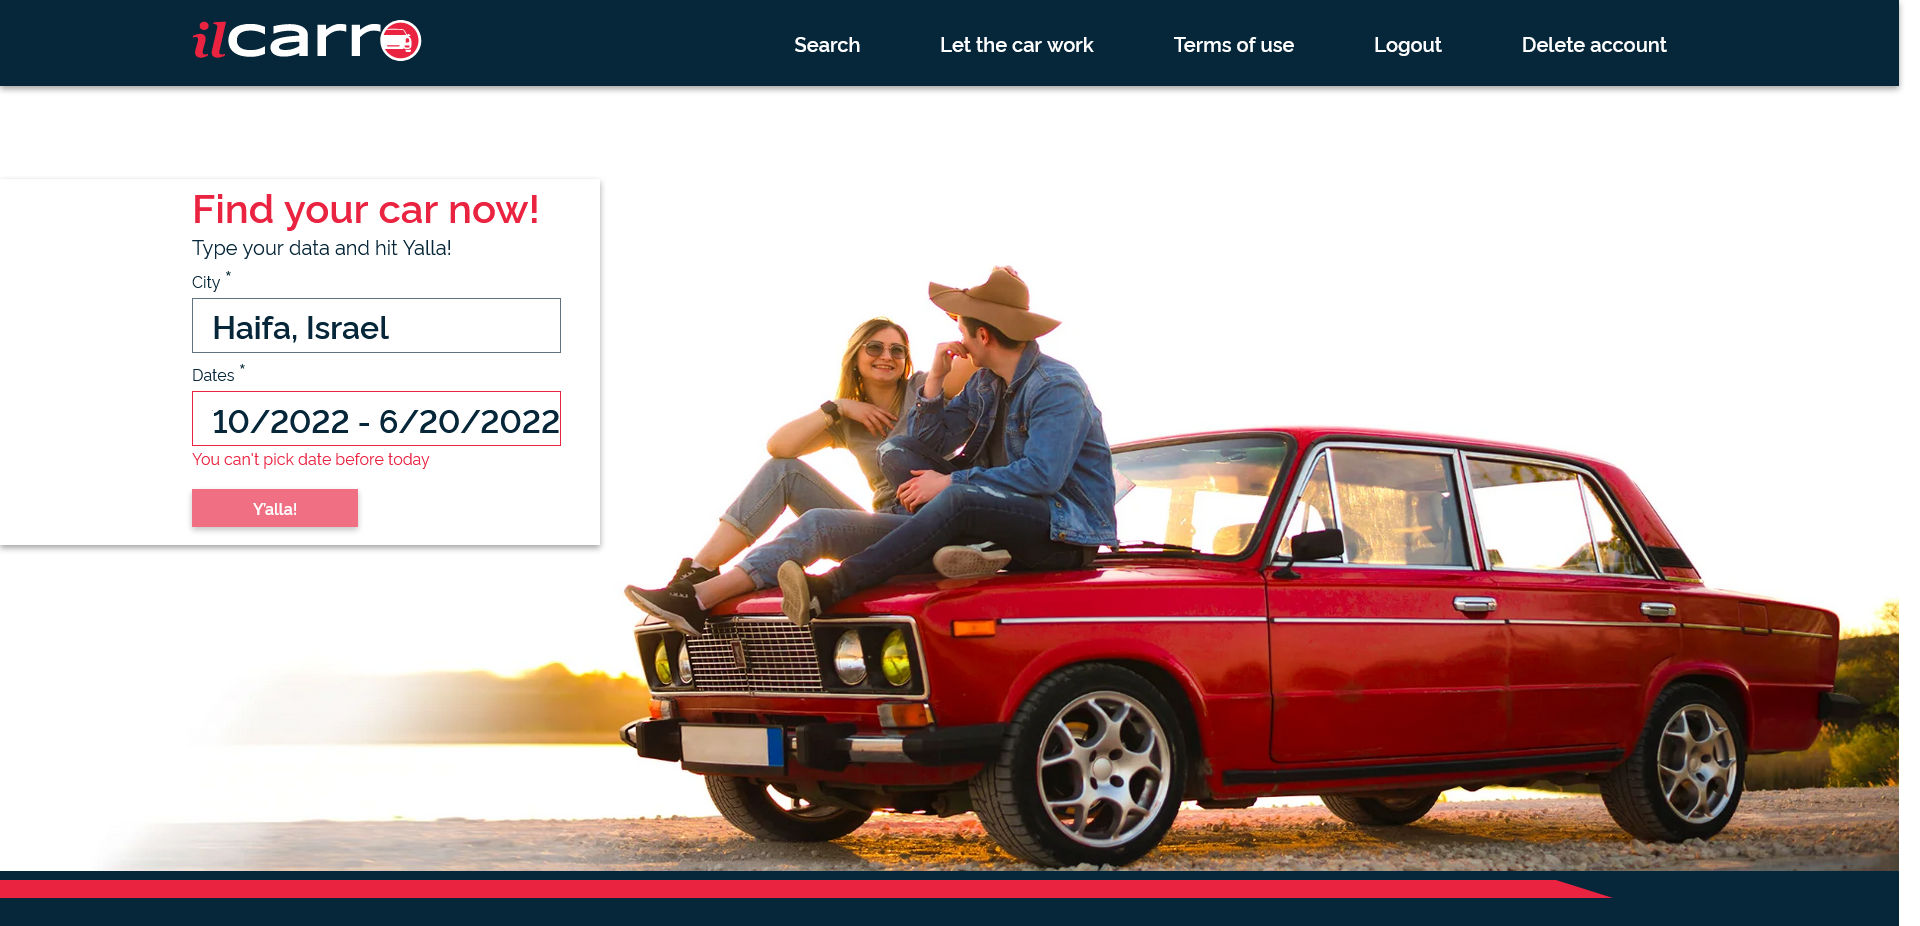 ilcarro
Search
Let the car work
Terms of use
Logout
Delete account
Find your car now!
Type your data and hit Yalla!
City *
Haifa, Israel
Dates *
10/2022 - 6/20/2022
You can't pick date before today
Y'alla!